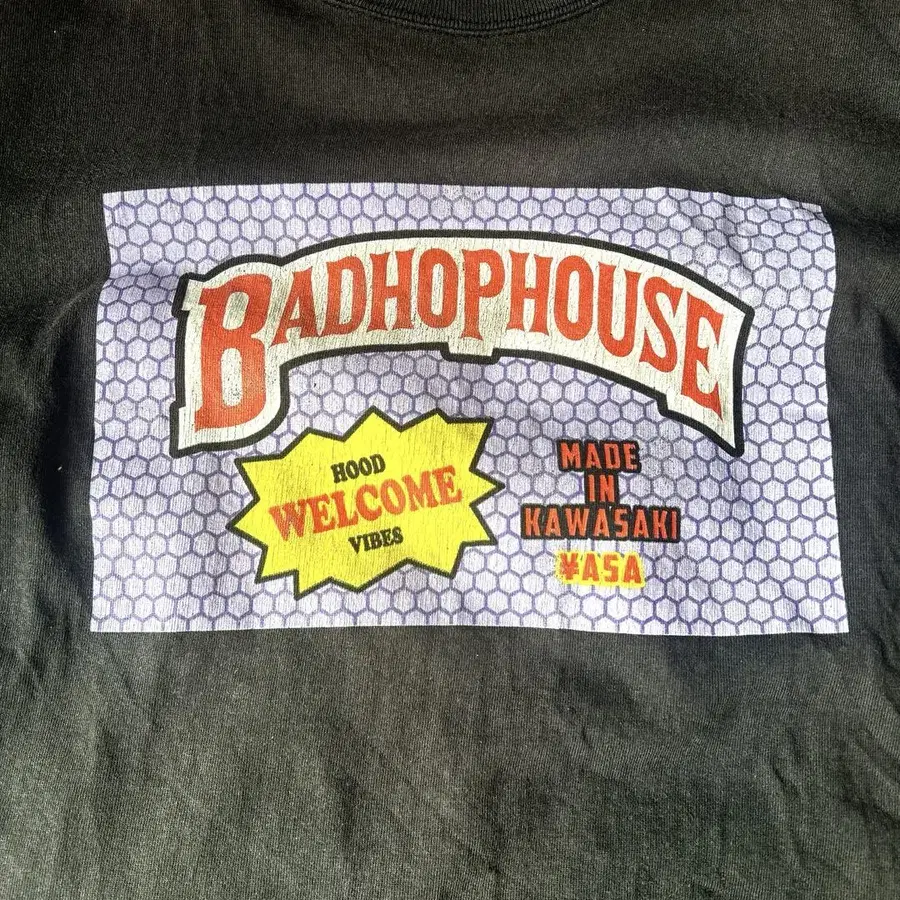 BADHOPHOUSE
HOOD
WELCOME
VIBES
MADE
IN
KAWASAKI
¥ASA